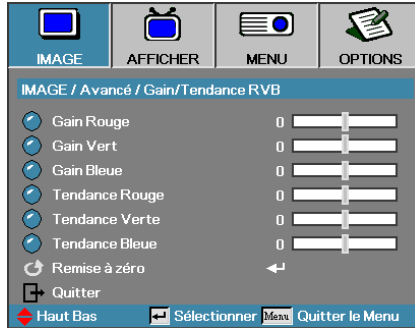 IMAGE AFFICHER MENU OPTIONS
IMAGE / Avancé / Gain/Tendance RVB
Gain Rouge 0
Gain Vert 0
Gain Bleue 0
Tendance Rouge 0
Tendance Verte 0
Tendance Bleue 0
Remise à zéro
Quitter
Haut Bas Sélectionner Menu Quitter le Menu